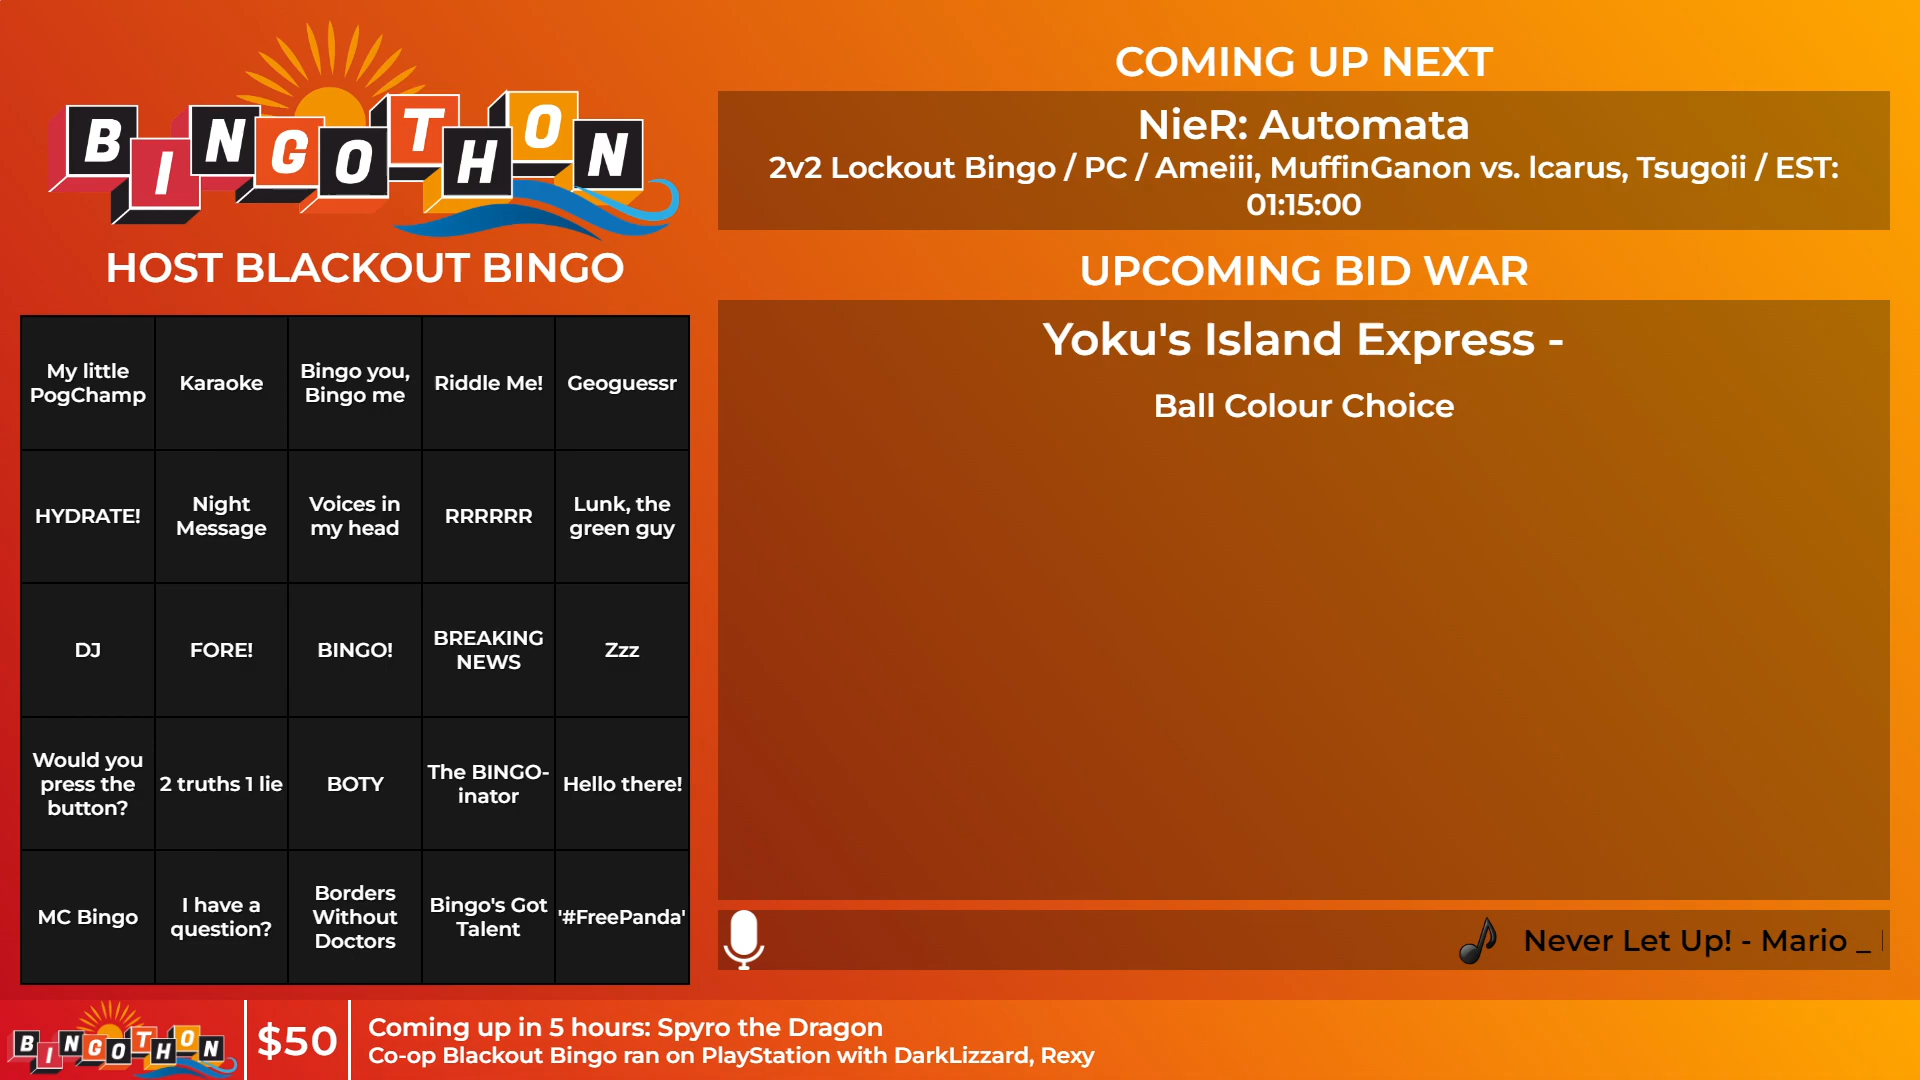 BINGOTHON
HOST BLACKOUT BINGO
My little
PogChamp
Karaoke
Bingo you,
Bingo me
Riddle Me!
Geoguessr
HYDRATE!
Night
Message
Voices in
my head
RRRRRR
Lunk, the
green guy
DJ
FORE!
BINGO!
BREAKING
NEWS
Zzz
Would you
press the
button?
2 truths 1 lie
BOTY
The BINGO-
inator
Hello there!
MC Bingo
I have a
question?
Borders
Without
Doctors
Bingo's Got
Talent
'#FreePanda'
COMING UP NEXT
NieR: Automata
2v2 Lockout Bingo / PC / Ameiii, MuffinGanon vs. lcarus, Tsugoii / EST:
01:15:00
UPCOMING BID WAR
Yoku's Island Express -
Ball Colour Choice
Never Let Up! - Mario _
BINGOTHON
$50
Coming up in 5 hours: Spyro the Dragon
Co-op Blackout Bingo ran on PlayStation with DarkLizzard, Rexy